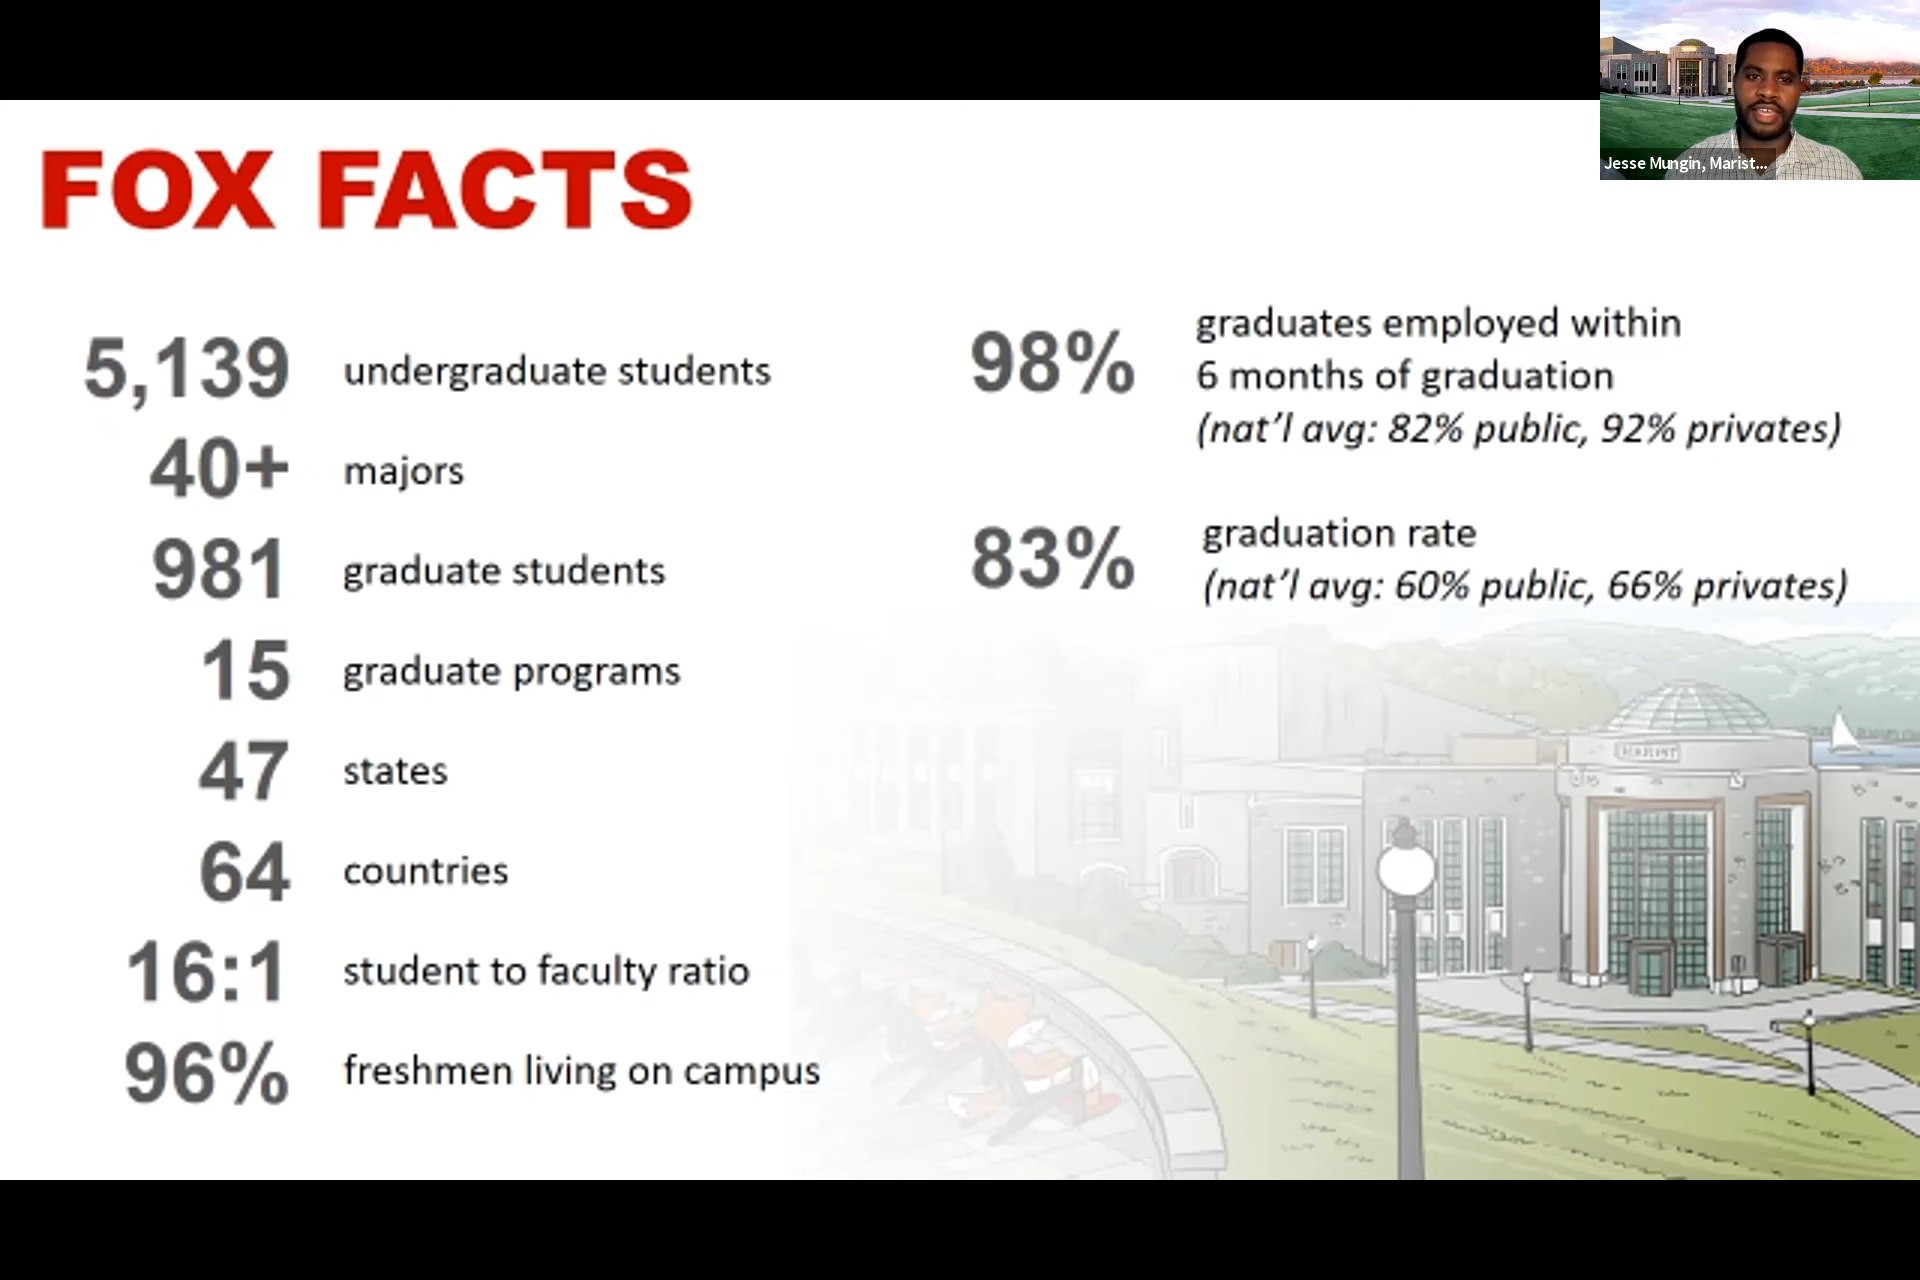 FOX FACTS
Jesse Mungin, Marist...
5,139 undergraduate students
40+ majors
981 graduate students
15 graduate programs
47 states
64 countries
16:1 student to faculty ratio
96% freshmen living on campus
98% graduates employed within
6 months of graduation
(nat'l avg: 82% public, 92% privates)
83% graduation rate
(nat'l avg: 60% public, 66% privates)
MARIST